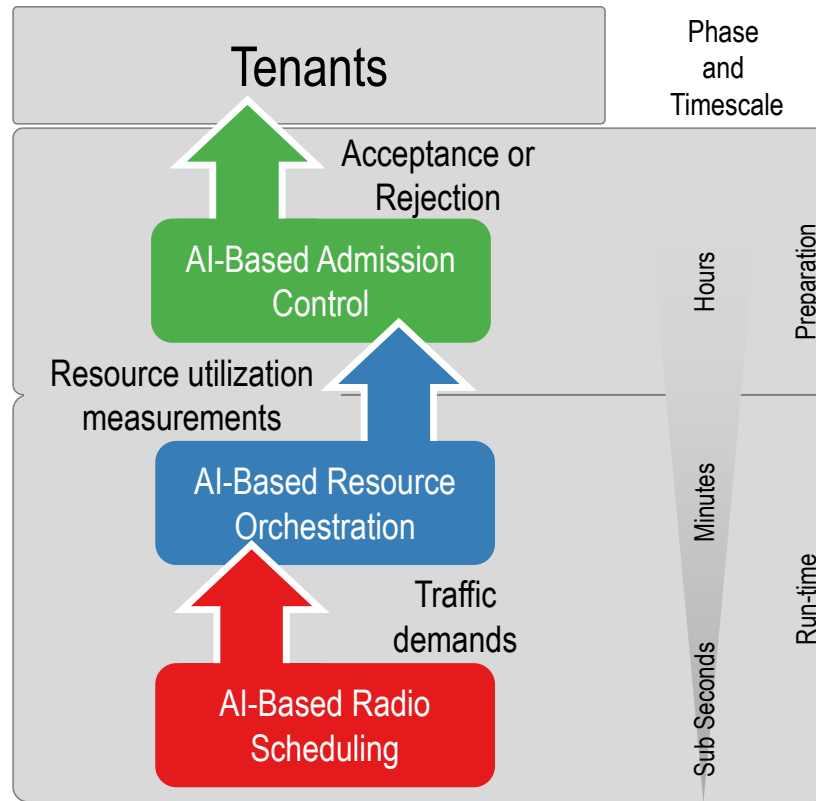 Tenants
Phase
and
Timescale
Acceptance or
Rejection
AI-Based Admission
Control
Hours
Preparation
Resource utilization
measurements
AI-Based Resource
Orchestration
Minutes
Run-time
Traffic
demands
AI-Based Radio
Scheduling
Sub Seconds